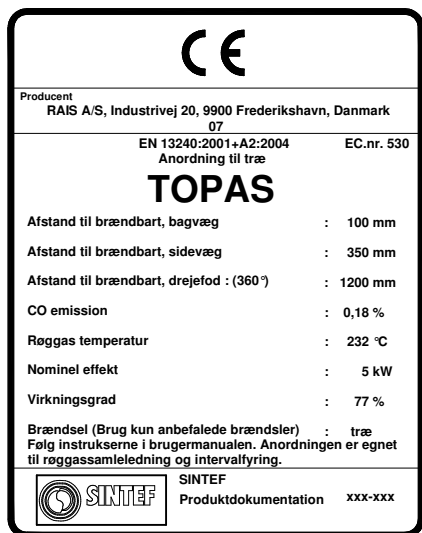 CE
Producent
RAIS A/S, Industrivej 20, 9900 Frederikshavn, Danmark
07
EN 13240:2001+A2:2004 EC.nr. 530
Anordning til træ
TOPAS
Afstand til brændbart, bagvæg : 100 mm
Afstand til brændbart, sidevæg : 350 mm
Afstand til brændbart, drejefod : (360°) : 1200 mm
CO emission : 0,18 %
Røggas temperatur : 232 °C
Nominel effekt : 5 kW
Virkningsgrad : 77 %
Brændsel (Brug kun anbefalede brændsler) : træ
Følg instrukserne i brugermanualen. Anordningen er egnet
til røggassamleledning og intervalfyring.
SINTEF
SINTEF
Produktdokumentation xxx-xxx